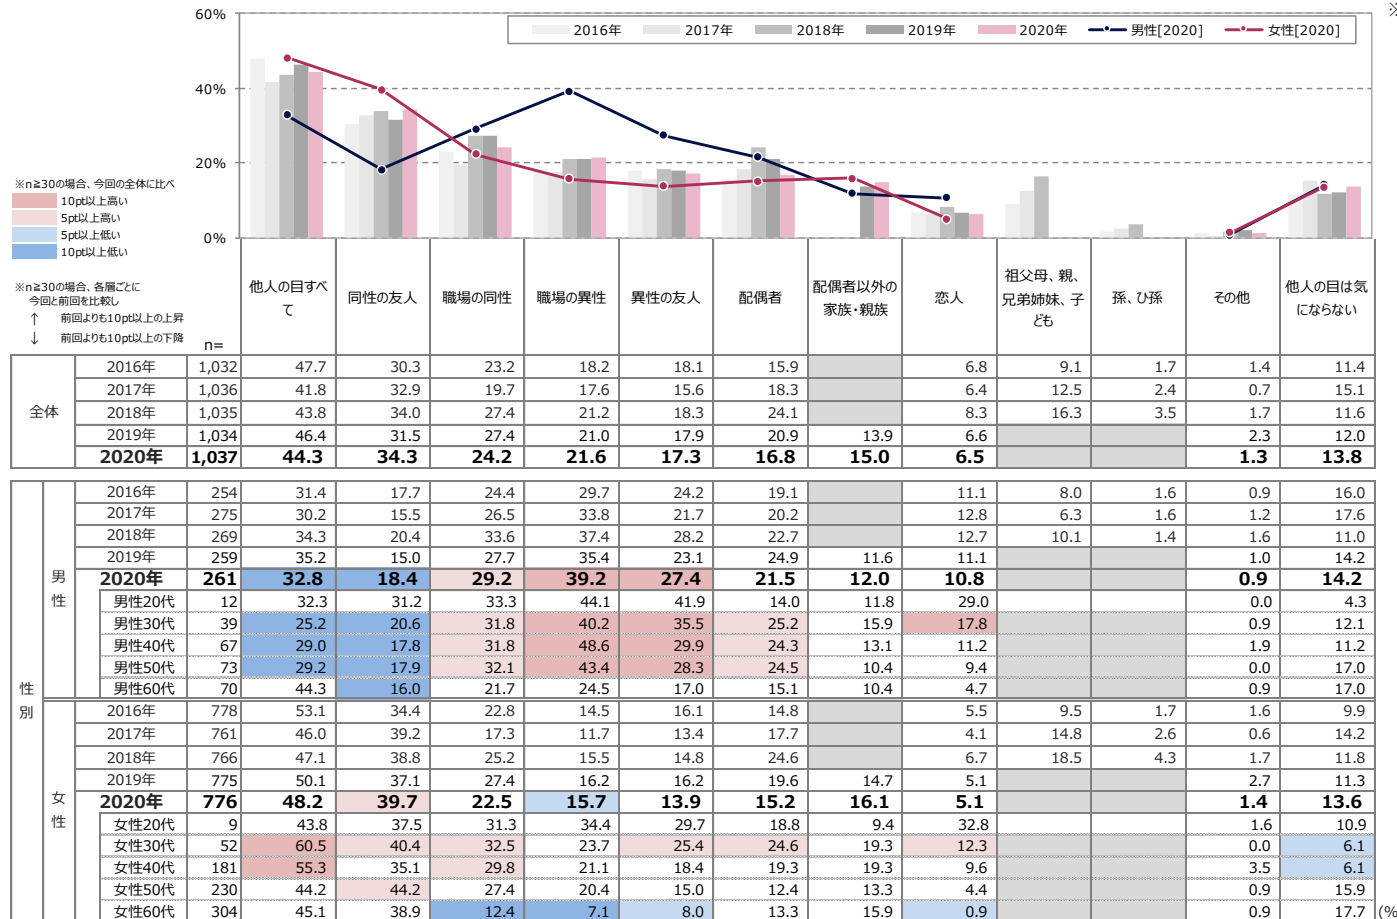 ※
60%
40%
20%
0%
2016年 2017年 2018年 2019年 2020年 男性[2020] 女性[2020]
※n≧30の場合、今回の全体に比べ
10pt以上高い
5pt以上高い
5pt以上低い
10pt以上低い
※n≧30の場合、各層ごとに
今回と前回を比較し
↑ 前回よりも10pt以上の上昇
↓ 前回よりも10pt以上の下降
n=
他人の目すべて 同性の友人 職場の同性 職場の異性 異性の友人 配偶者 配偶者以外の家族・親族 恋人 祖父母、親、兄弟姉妹、子ども 孫、ひ孫 その他 他人の目は気にならない
全体
2016年 1,032 47.7 30.3 23.2 18.2 18.1 15.9 6.8 9.1 1.7 1.4 11.4
2017年 1,036 41.8 32.9 19.7 17.6 15.6 18.3 6.4 12.5 2.4 0.7 15.1
2018年 1,035 43.8 34.0 27.4 21.2 18.3 24.1 8.3 16.3 3.5 1.7 11.6
2019年 1,034 46.4 31.5 27.4 21.0 17.9 20.9 13.9 6.6 2.3 12.0
2020年 1,037 44.3 34.3 24.2 21.6 17.3 16.8 15.0 6.5 1.3 13.8
性別
男性
2016年 254 31.4 17.7 24.4 29.7 24.2 19.1 11.1 8.0 1.6 0.9 16.0
2017年 275 30.2 15.5 26.5 33.8 21.7 20.2 12.8 6.3 1.6 1.2 17.6
2018年 269 34.3 20.4 33.6 37.4 28.2 22.7 12.7 10.1 1.4 1.6 11.0
2019年 259 35.2 15.0 27.7 35.4 23.1 24.9 11.6 11.1 1.0 14.2
2020年 261 32.8 18.4 29.2 39.2 27.4 21.5 12.0 10.8 0.9 14.2
男性20代 12 32.3 31.2 33.3 44.1 41.9 14.0 11.8 29.0 0.0 4.3
男性30代 39 25.2 20.6 31.8 40.2 35.5 25.2 15.9 17.8 0.9 12.1
男性40代 67 29.0 17.8 31.8 48.6 29.9 24.3 13.1 11.2 1.9 11.2
男性50代 73 29.2 17.9 32.1 43.4 28.3 24.5 10.4 9.4 0.0 17.0
男性60代 70 44.3 16.0 21.7 24.5 17.0 15.1 10.4 4.7 0.9 17.0
女性
2016年 778 53.1 34.4 22.8 14.5 16.1 14.8 5.5 9.5 1.7 1.6 9.9
2017年 761 46.0 39.2 17.3 11.7 13.4 17.7 4.1 14.8 2.6 0.6 14.2
2018年 766 47.1 38.8 25.2 15.5 14.8 24.6 6.7 18.5 4.3 1.7 11.8
2019年 775 50.1 37.1 27.4 16.2 16.2 19.6 14.7 5.1 2.7 11.3
2020年 776 48.2 39.7 22.5 15.7 13.9 15.2 16.1 5.1 1.4 13.6
女性20代 9 43.8 37.5 31.3 34.4 29.7 18.8 9.4 32.8 1.6 10.9
女性30代 52 60.5 40.4 32.5 23.7 25.4 24.6 19.3 12.3 0.0 6.1
女性40代 181 55.3 35.1 29.8 21.1 18.4 19.3 19.3 9.6 3.5 6.1
女性50代 230 44.2 44.2 27.4 20.4 15.0 12.4 13.3 4.4 0.9 15.9
女性60代 304 45.1 38.9 12.4 7.1 8.0 13.3 15.9 0.9 0.9 17.7 (%